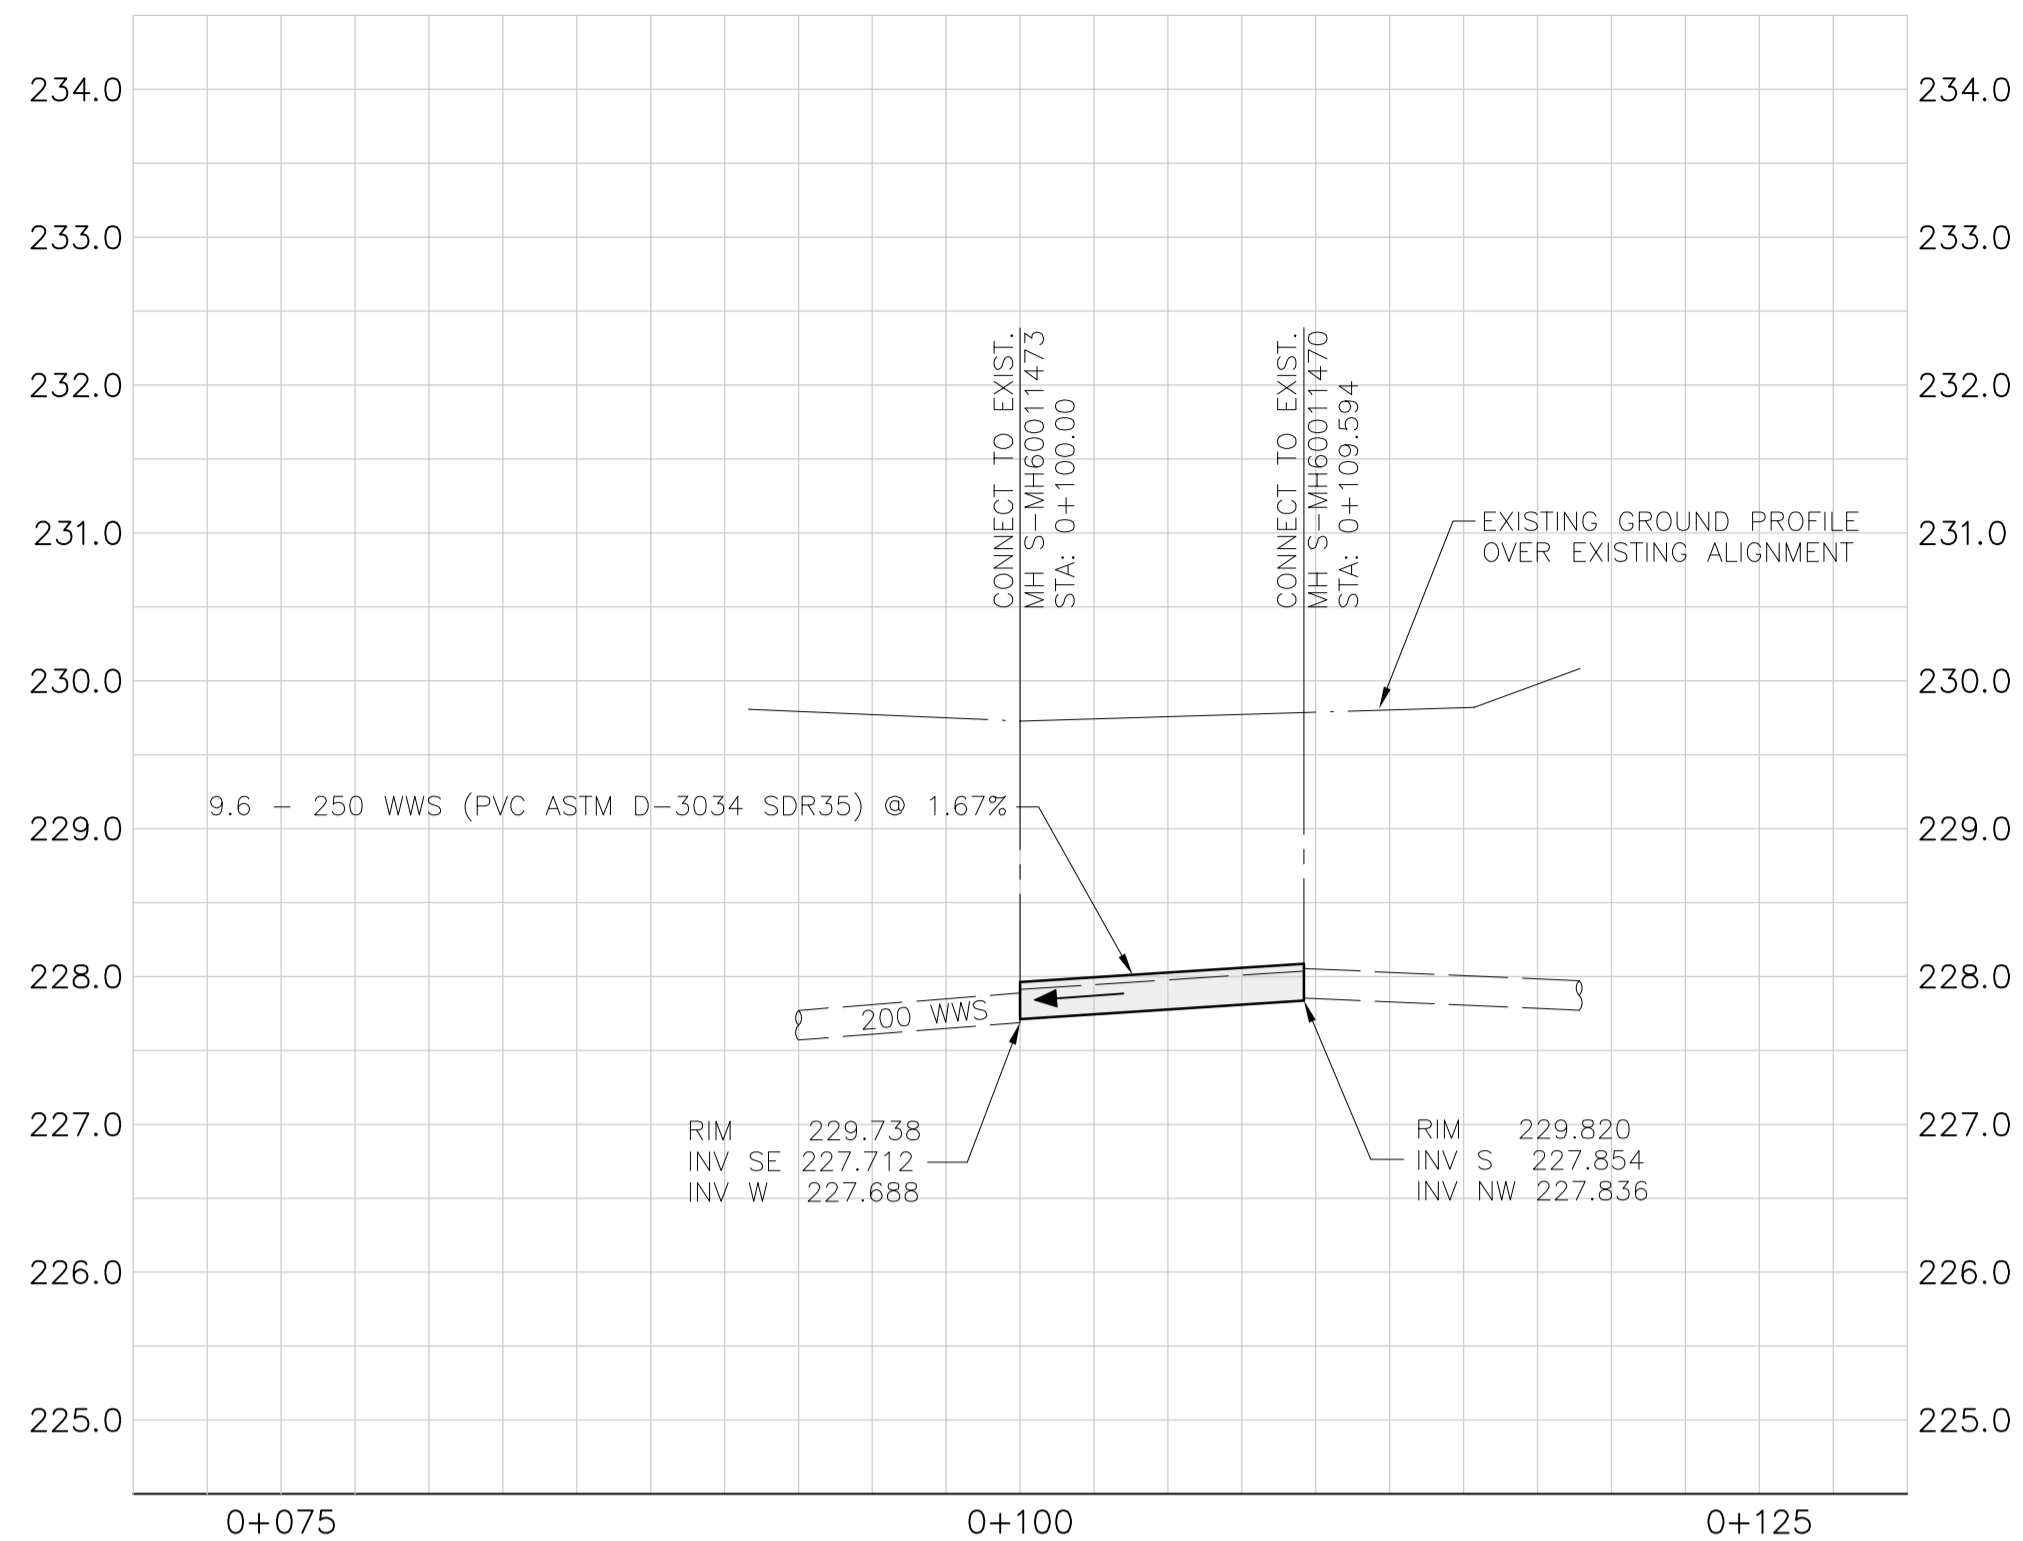 234.0 234.0
233.0 233.0
232.0 232.0
231.0 231.0
230.0 230.0
229.0 229.0
228.0 228.0
227.0 227.0
226.0 226.0
225.0 225.0
CONNECT TO EXIST.
MH S-MH60011473
STA: 0+100.00
CONNECT TO EXIST.
MH S-MH60011470
STA: 0+109.594
EXISTING GROUND PROFILE
OVER EXISTING ALIGNMENT
9.6 - 250 WWS (PVC ASTM D-3034 SDR35) @ 1.67%
200 WWS
RIM 229.738
INV SE 227.712
INV W 227.688
RIM 229.820
INV S 227.854
INV NW 227.836
0+075 0+100 0+125